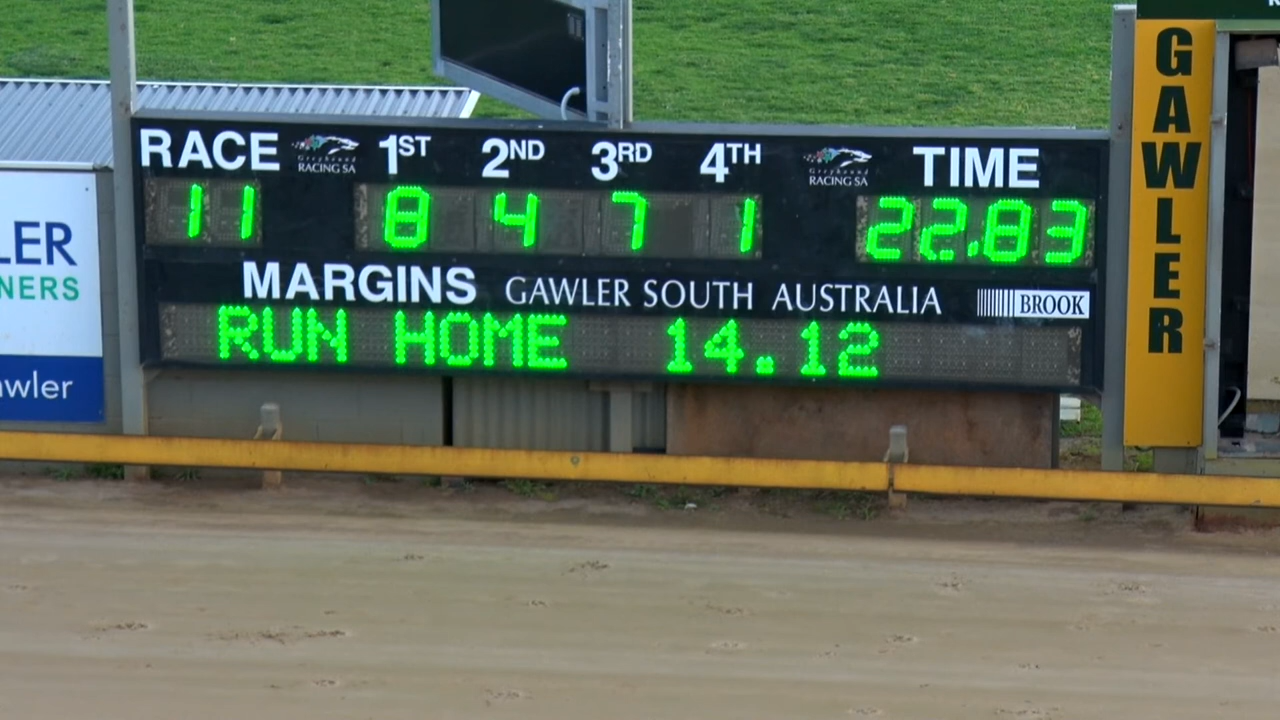 RACE Greyhound RACING SA 1ST 2ND 3RD 4TH Greyhound RACING SA TIME
11 8 4 7 1 22.83
MARGINS GAWLER SOUTH AUSTRALIA BROOK
RUN HOME 14.12
GAWLER
LER
NERS
awler